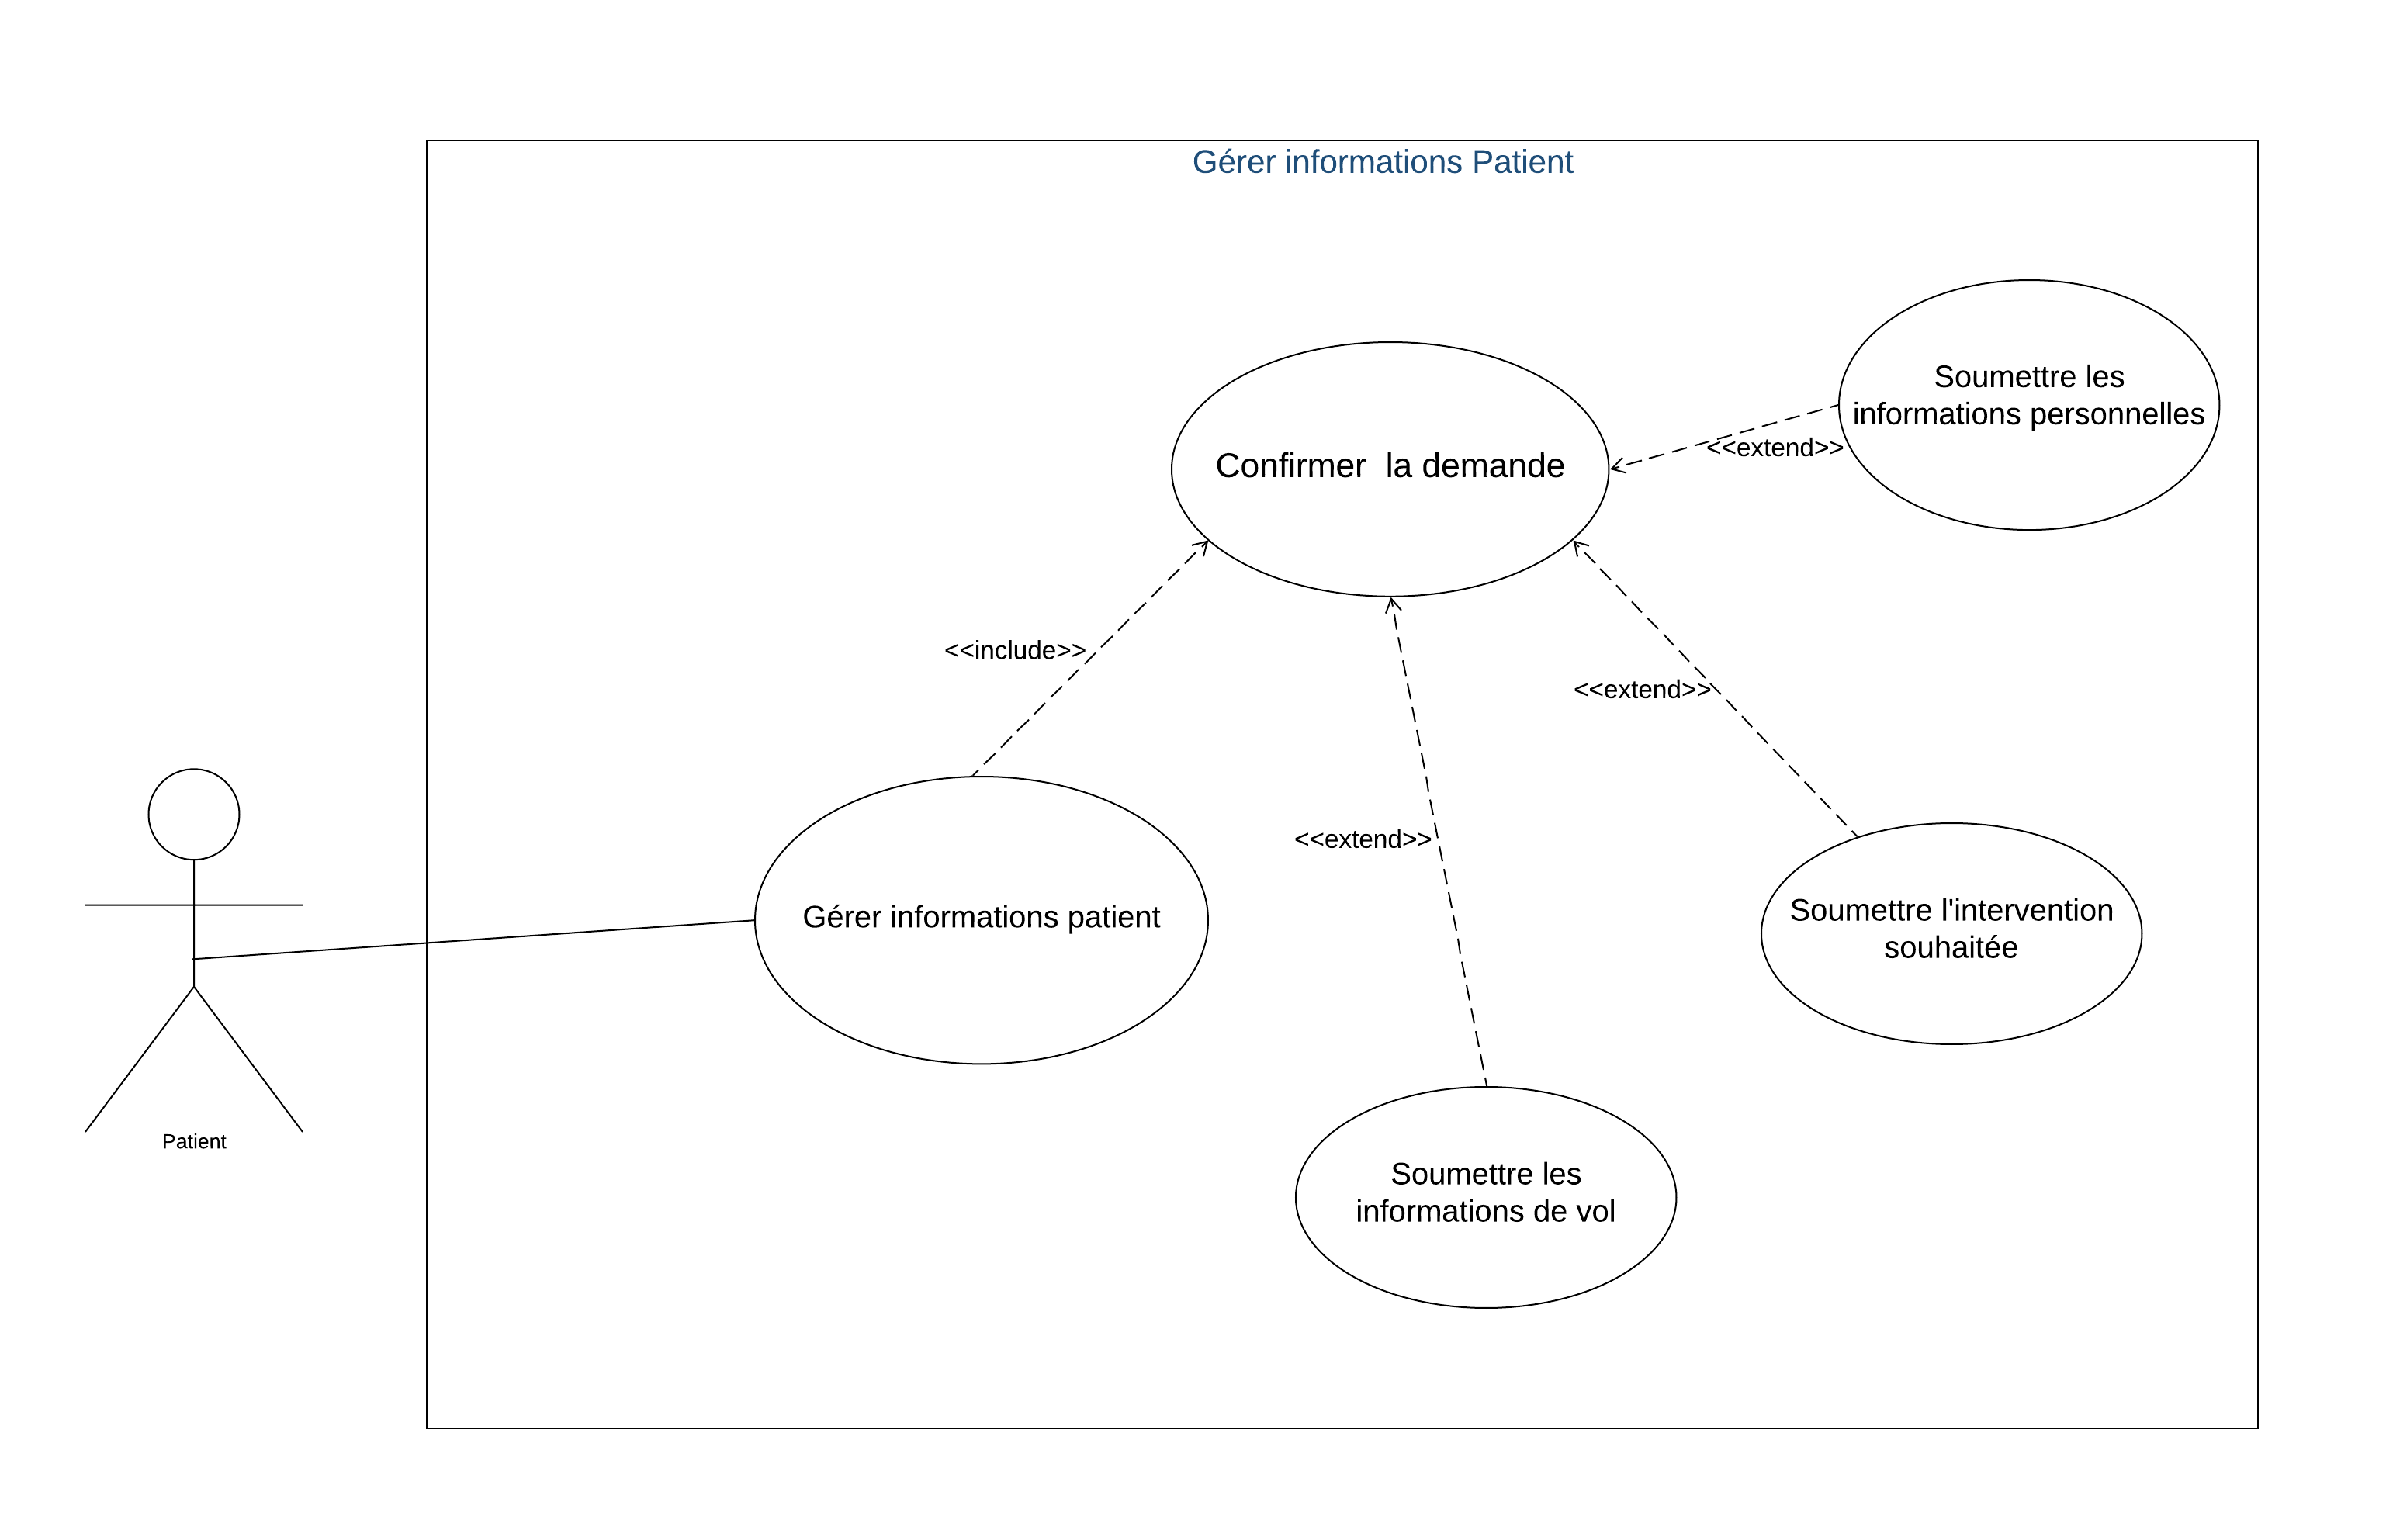 Gérer informations Patient
Soumettre les
informations personnelles
Confirmer  la demande
<<extend>>
<<include>>
<<extend>>
<<extend>>
Gérer informations patient
Soumettre l'intervention
souhaitée
Patient
Soumettre les
informations de vol